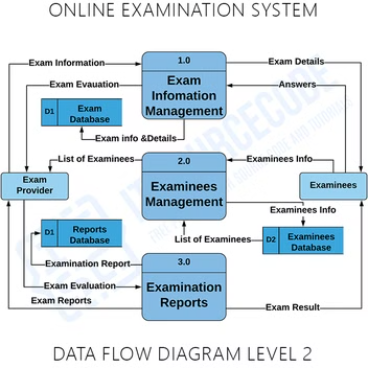 ONLINE EXAMINATION SYSTEM
1.0
Exam Information
Exam Details
Exam
Infomation
Management
Exam Evauation
Answers
D1
Exam
Database
Exam info &Details
List of Examinees
2.0
Examinees Info
Exam
Provider
Examinees
Management
Examinees
Examinees Info
D1
Reports
Database
List of Examinees
D2
Examinees
Database
Examination Report
3.0
Exam Evaluation
Examination
Reports
Exam Reports
Exam Result
DATA FLOW DIAGRAM LEVEL 2